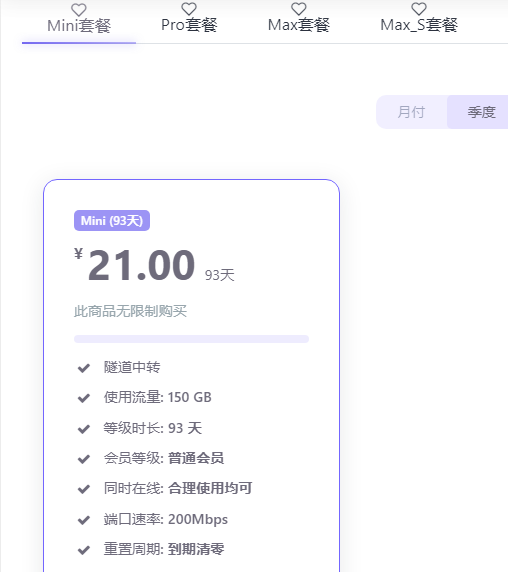 Mini套餐 Pro套餐 Max套餐 Max_S套餐
月付 季度
Mini (93天)
¥ 21.00 93天
此商品无限制购买
隧道中转
使用流量: 150 GB
等级时长: 93 天
会员等级: 普通会员
同时在线: 合理使用均可
端口速率: 200Mbps
重置周期: 到期清零